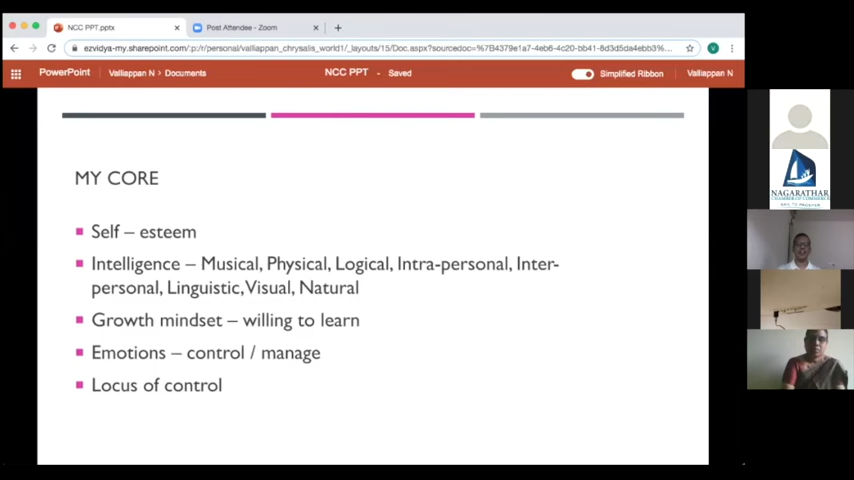 NCC PPT.pptx
Post Attendee - Zoom
ezvidya-my.sharepoint.com/:p:/r/personal/valliappan_chrysalis_world1/_layouts/15/Doc.aspx?sourcedoc=%7B4379e1a7-4eb6-4c20-bb41-8d3d5da4ebb3%...
V
PowerPoint
Valliappan N > Documents
NCC PPT - Saved
Simplified Ribbon
Valliappan N
MY CORE
Self – esteem
Intelligence – Musical, Physical, Logical, Intra-personal, Inter-
personal, Linguistic, Visual, Natural
Growth mindset – willing to learn
Emotions – control / manage
Locus of control
NAGARATHAR
CHAMBER OF COMMERCE